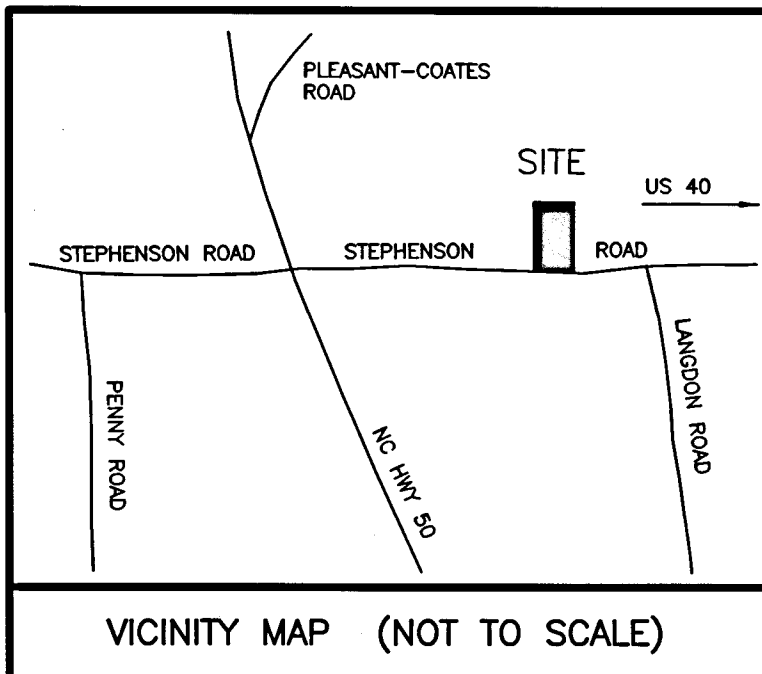 PLEASANT-COATES
ROAD
SITE
US 40
STEPHENSON ROAD
STEPHENSON
ROAD
PENNY ROAD
NC HWY 50
LANGDON ROAD
VICINITY MAP (NOT TO SCALE)